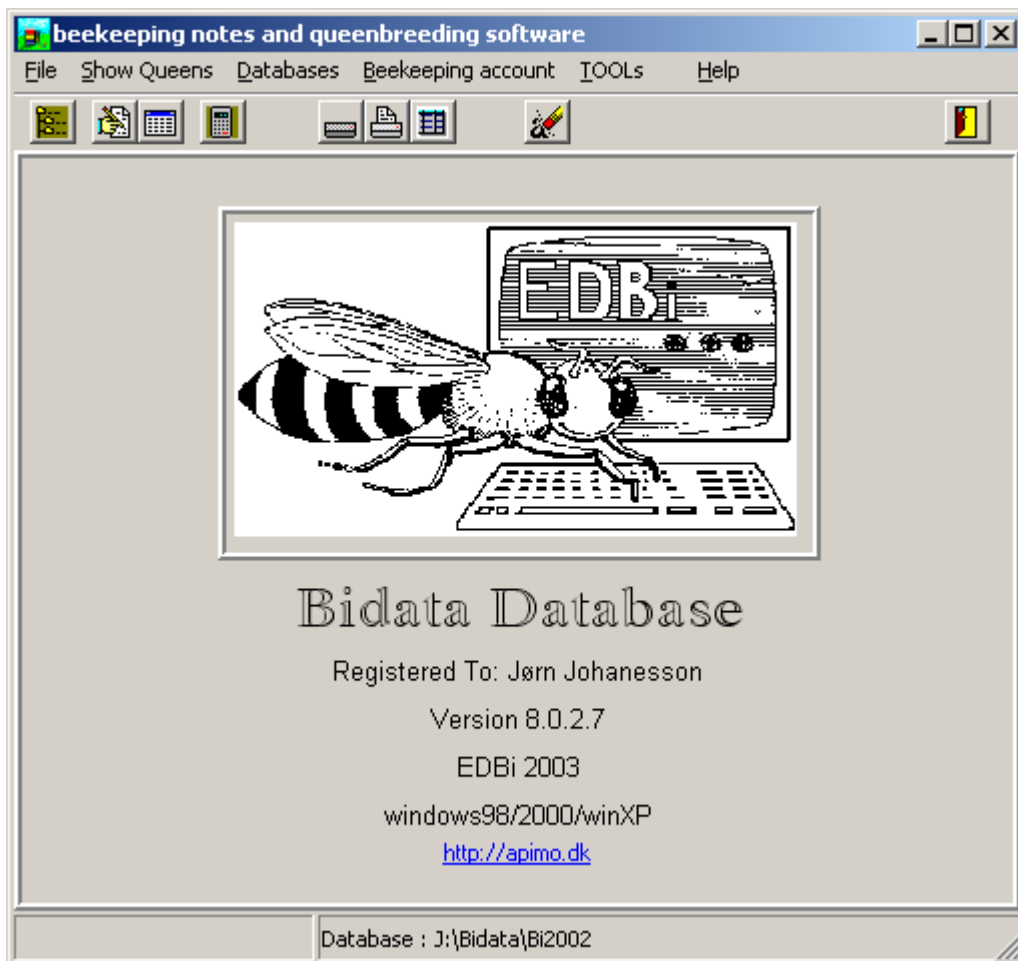 beekeeping notes and queenbreeding software
File Show Queens Databases Beekeeping account TOOLs Help
EDBi
Bidata Database
Registered To: Jørn Johanesson
Version 8.0.2.7
EDBi 2003
windows98/2000/winXP
http://apimo.dk
Database : J:\Bidata\Bi2002